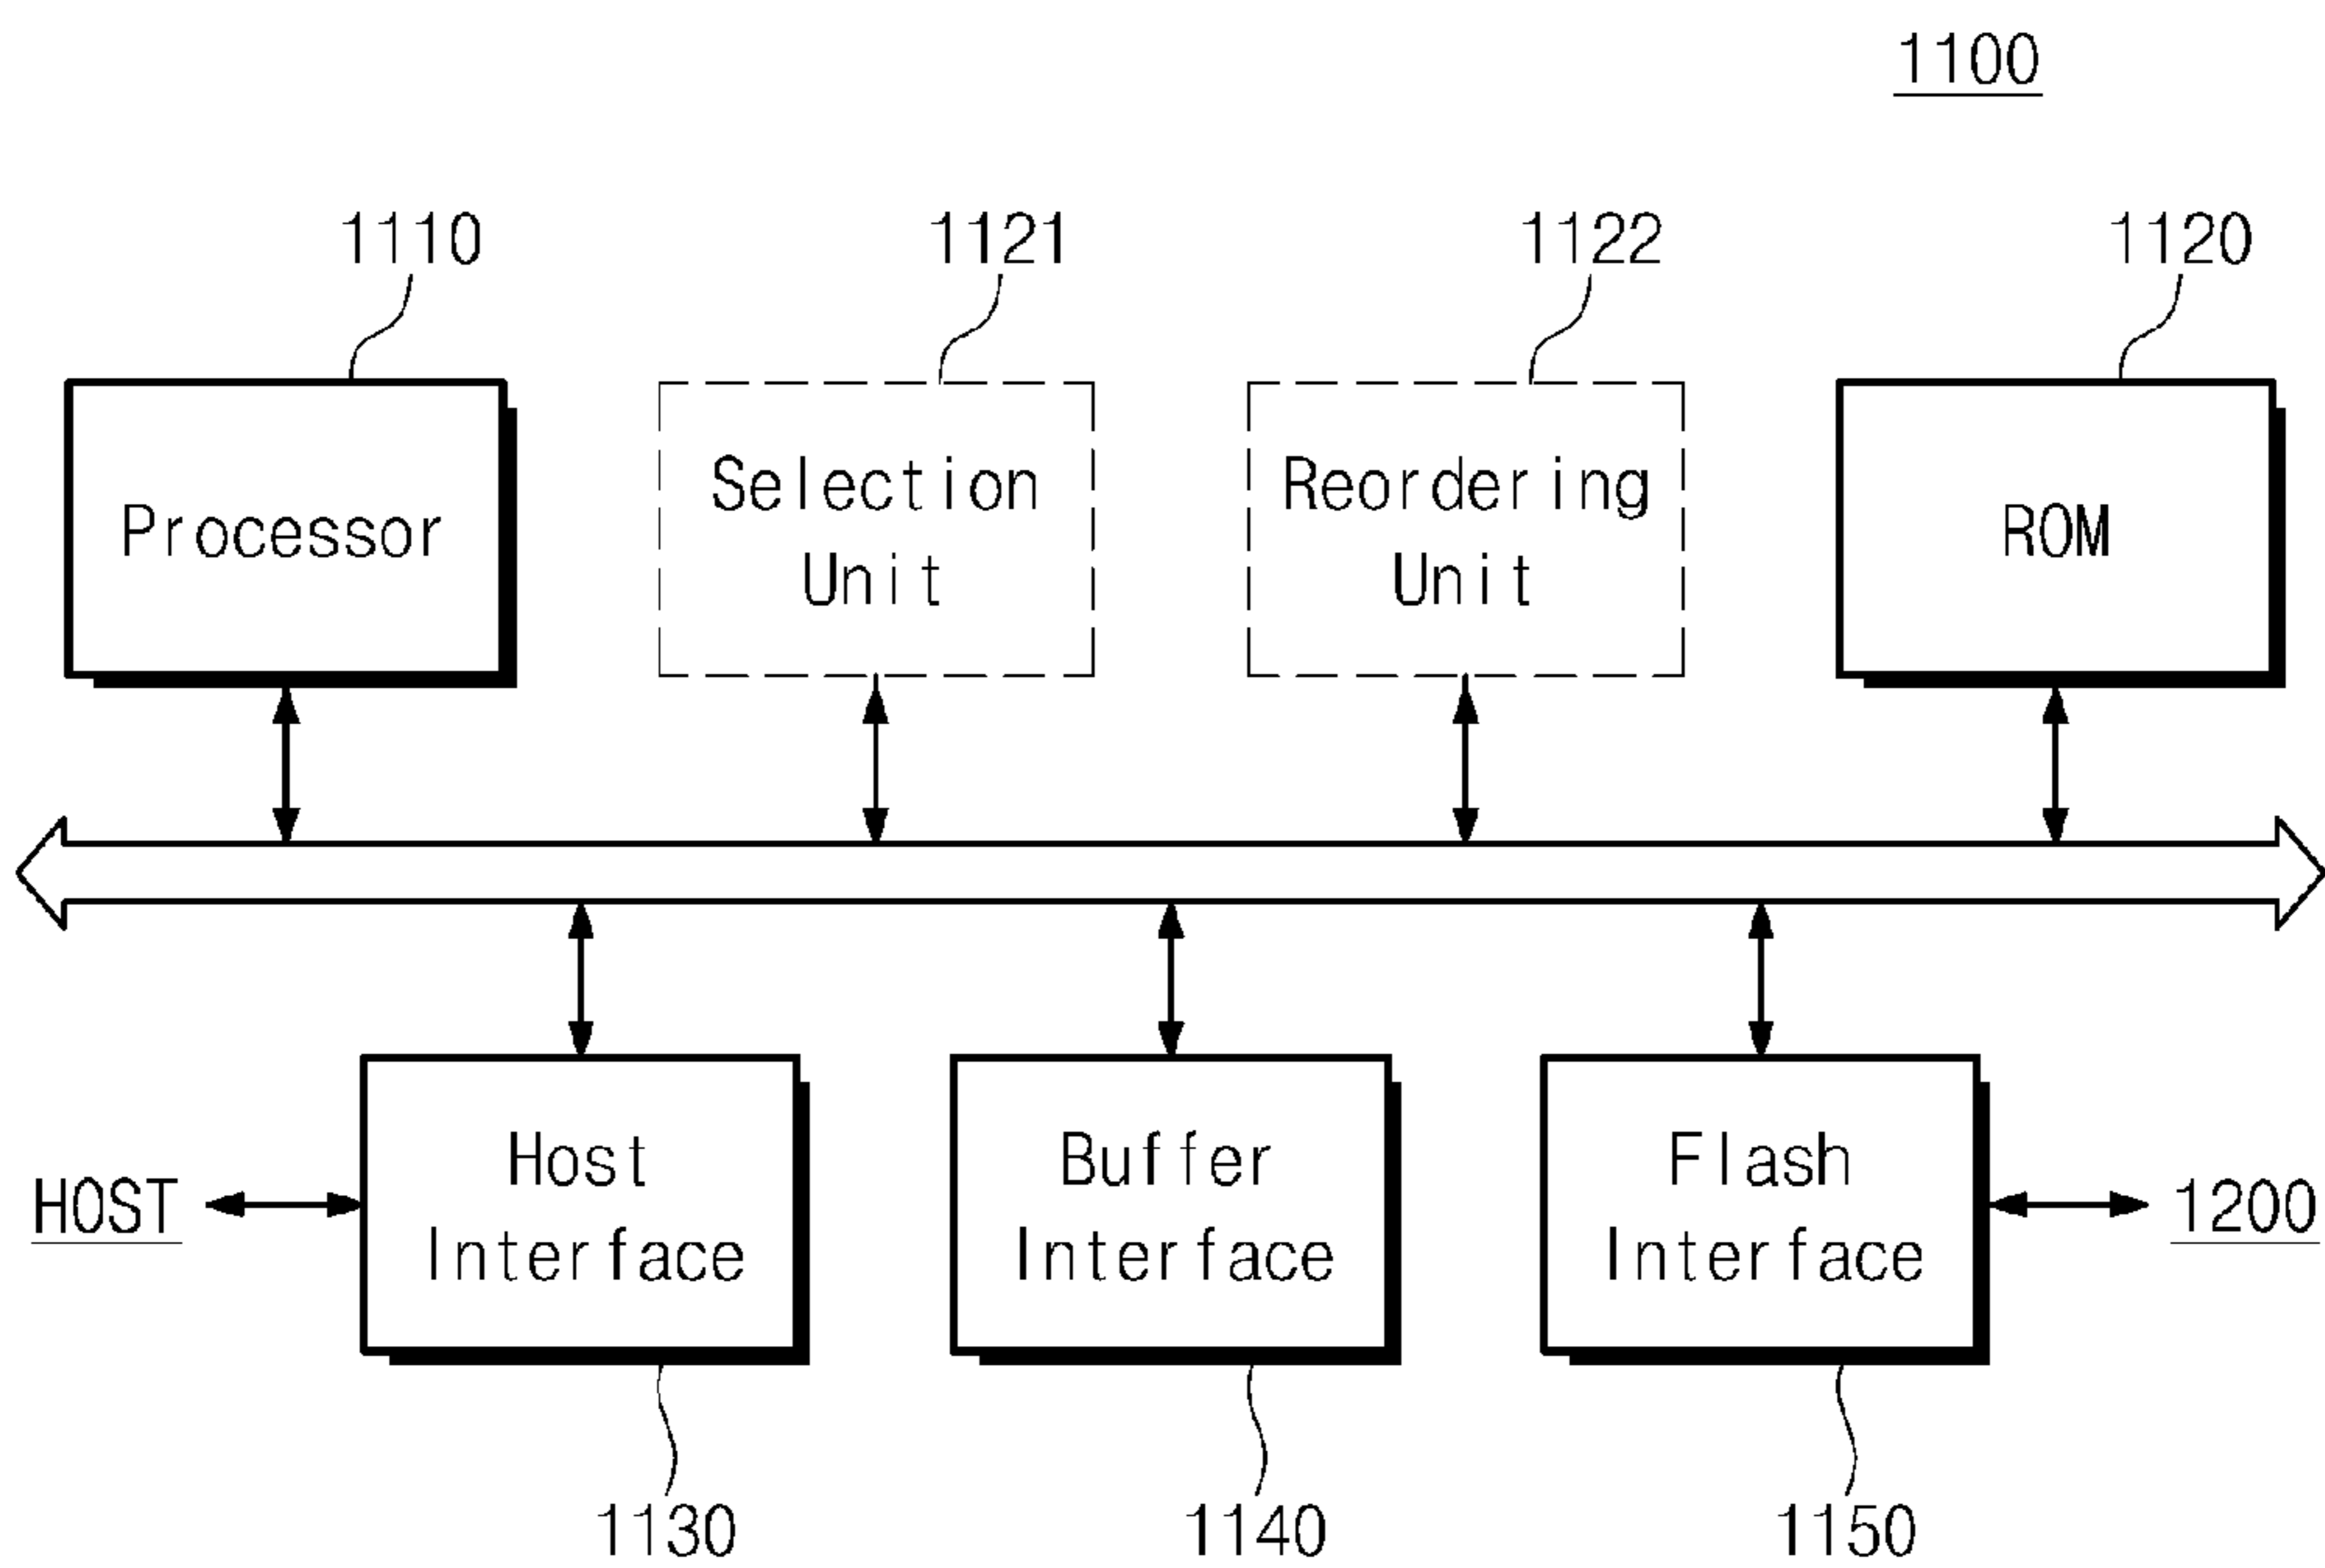 1100
1110
1121
1122
1120
Processor
Selection
Unit
Reordering
Unit
ROM
HOST
Host
Interface
Buffer
Interface
Flash
Interface
1200
1130
1140
1150